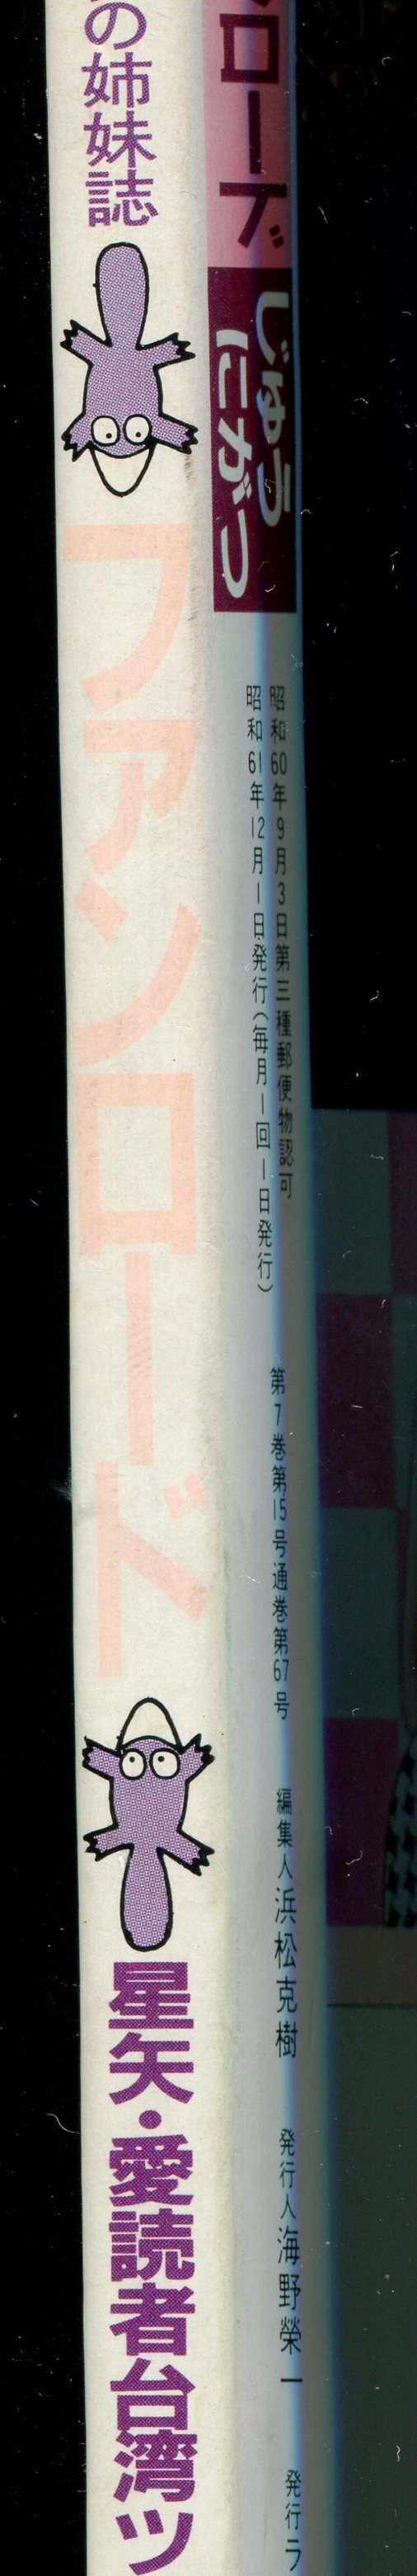 の姉妹誌
ファンロード
星矢・愛読者台湾ツ
ロード
じゅう
にがつ
昭和60年9月3日第三種郵便物認可
昭和61年12月1日発行(毎月一回一日発行)
第7巻第15号通巻第67号
編集人浜松克樹
発行人海野榮一
発行ラ